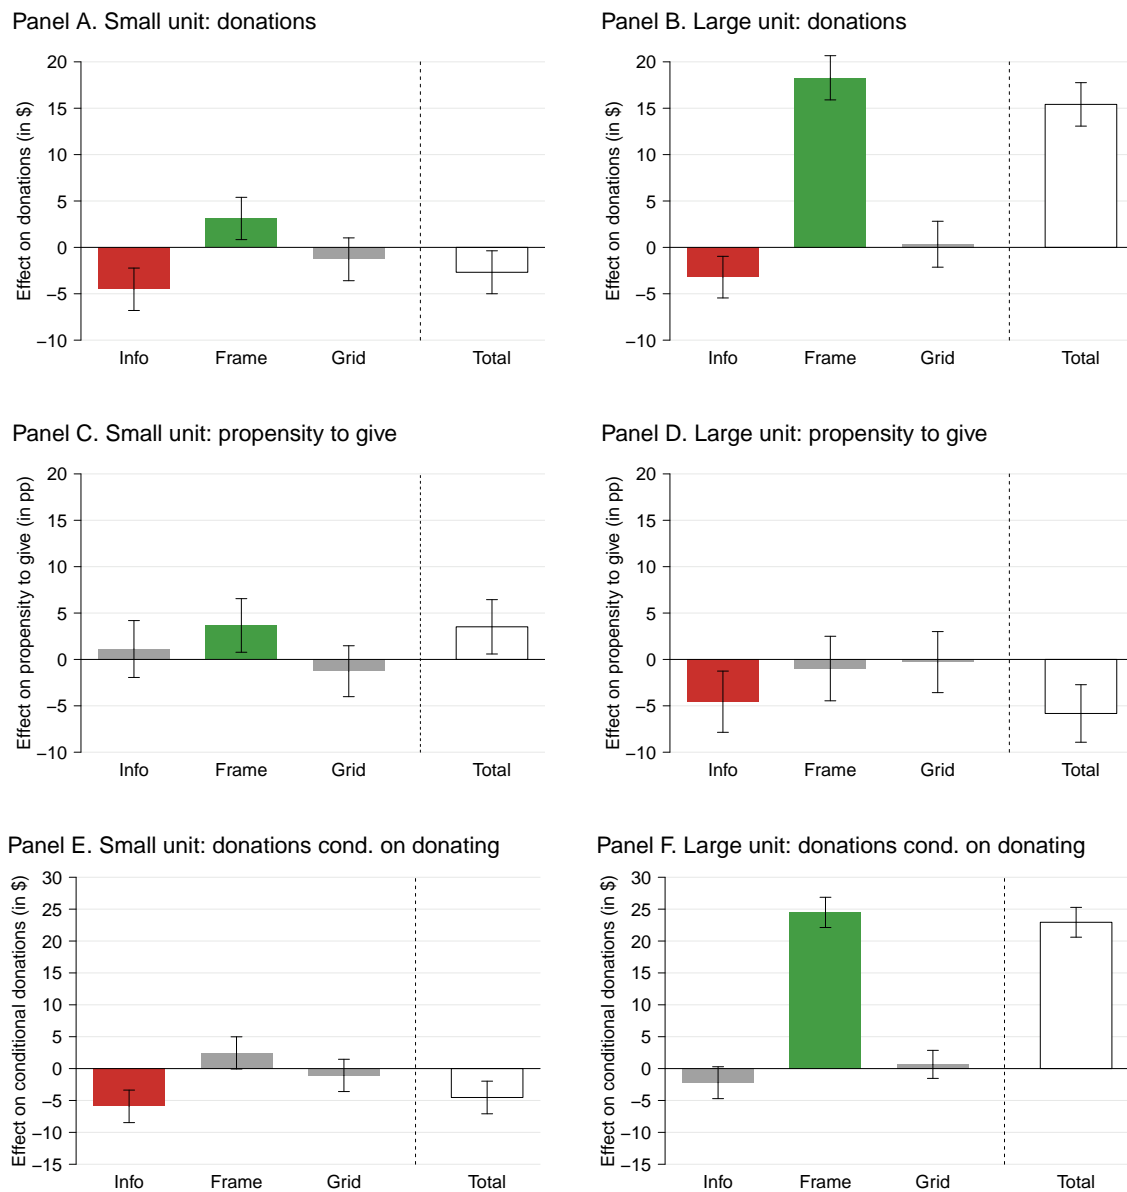 Panel A. Small unit: donations
Effect on donations (in $)
20
15
10
5
0
−5
−10
Info Frame Grid Total
Panel B. Large unit: donations
Effect on donations (in $)
20
15
10
5
0
−5
−10
Info Frame Grid Total
Panel C. Small unit: propensity to give
Effect on propensity to give (in pp)
20
15
10
5
0
−5
−10
Info Frame Grid Total
Panel D. Large unit: propensity to give
Effect on propensity to give (in pp)
20
15
10
5
0
−5
−10
Info Frame Grid Total
Panel E. Small unit: donations cond. on donating
Effect on conditional donations (in $)
30
25
20
15
10
5
0
−5
−10
−15
Info Frame Grid Total
Panel F. Large unit: donations cond. on donating
Effect on conditional donations (in $)
30
25
20
15
10
5
0
−5
−10
−15
Info Frame Grid Total